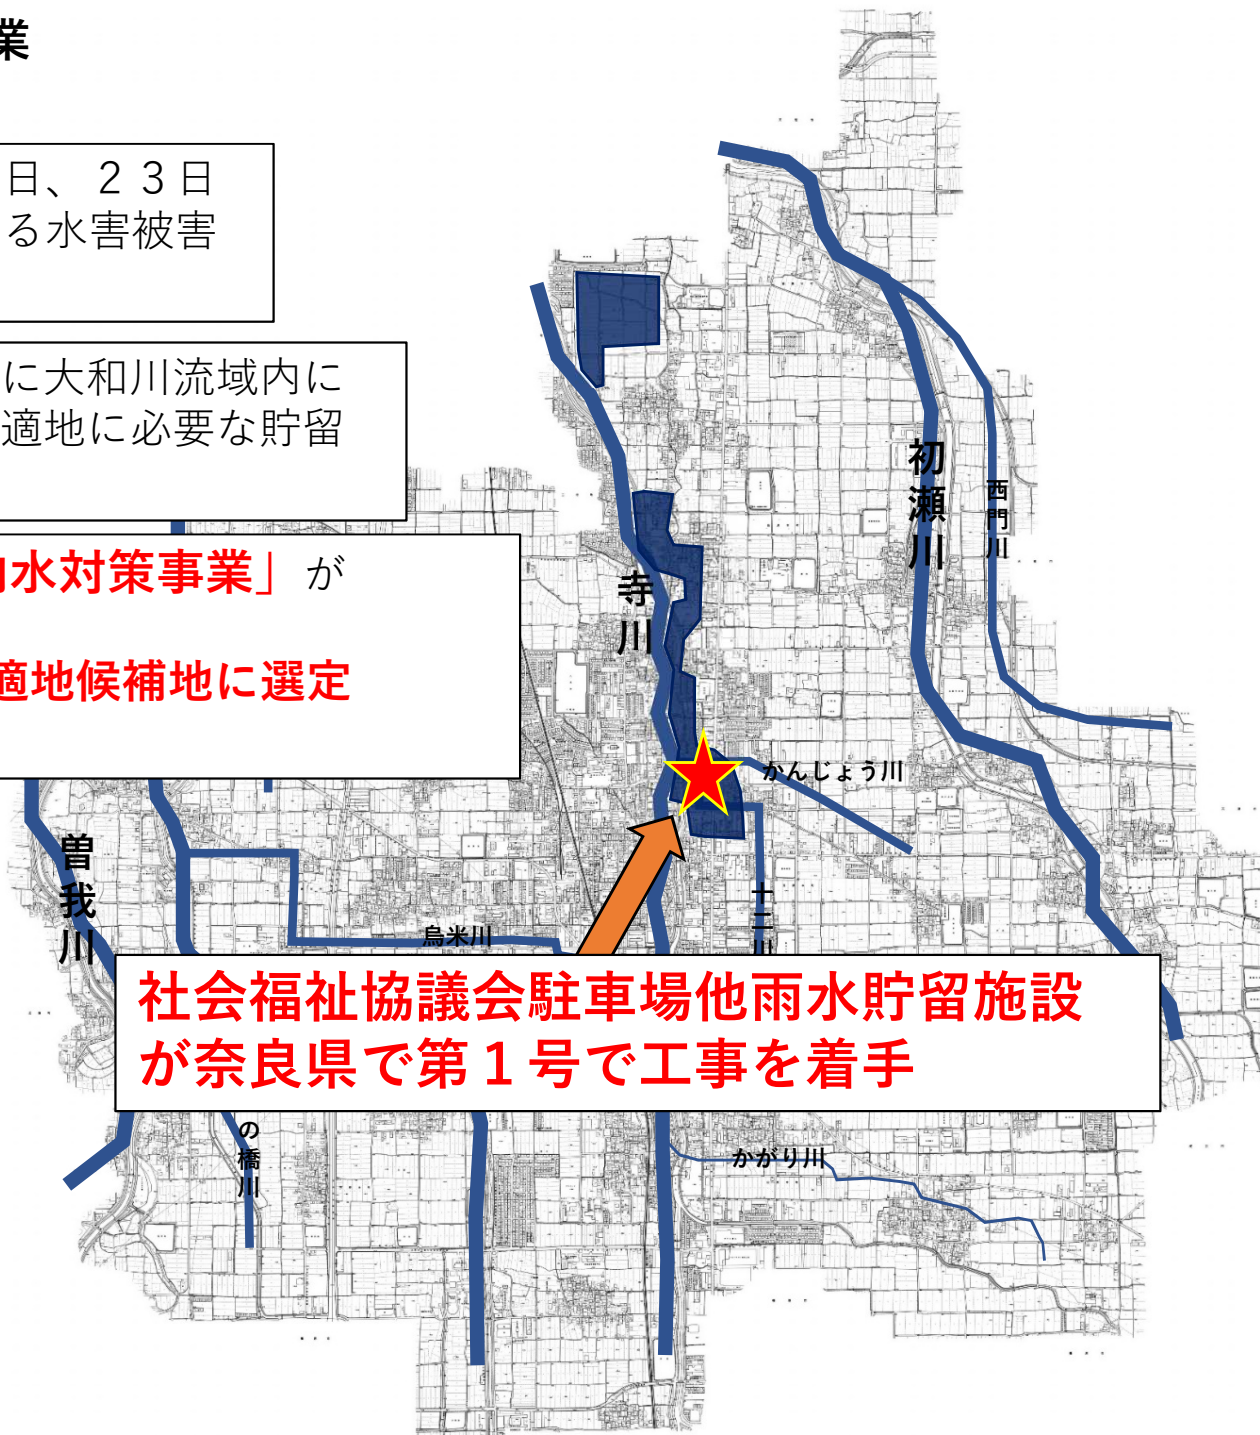 業
日、２３日
る水害被害
に大和川流域内に
適地に必要な貯留
水対策事業」が
適地候補地に選定
初瀬川
西門川
寺川
かんじょう川
曽我川
十二川
烏米川
社会福祉協議会駐車場他雨水貯留施設
が奈良県で第１号で工事を着手
の橋川
かがり川